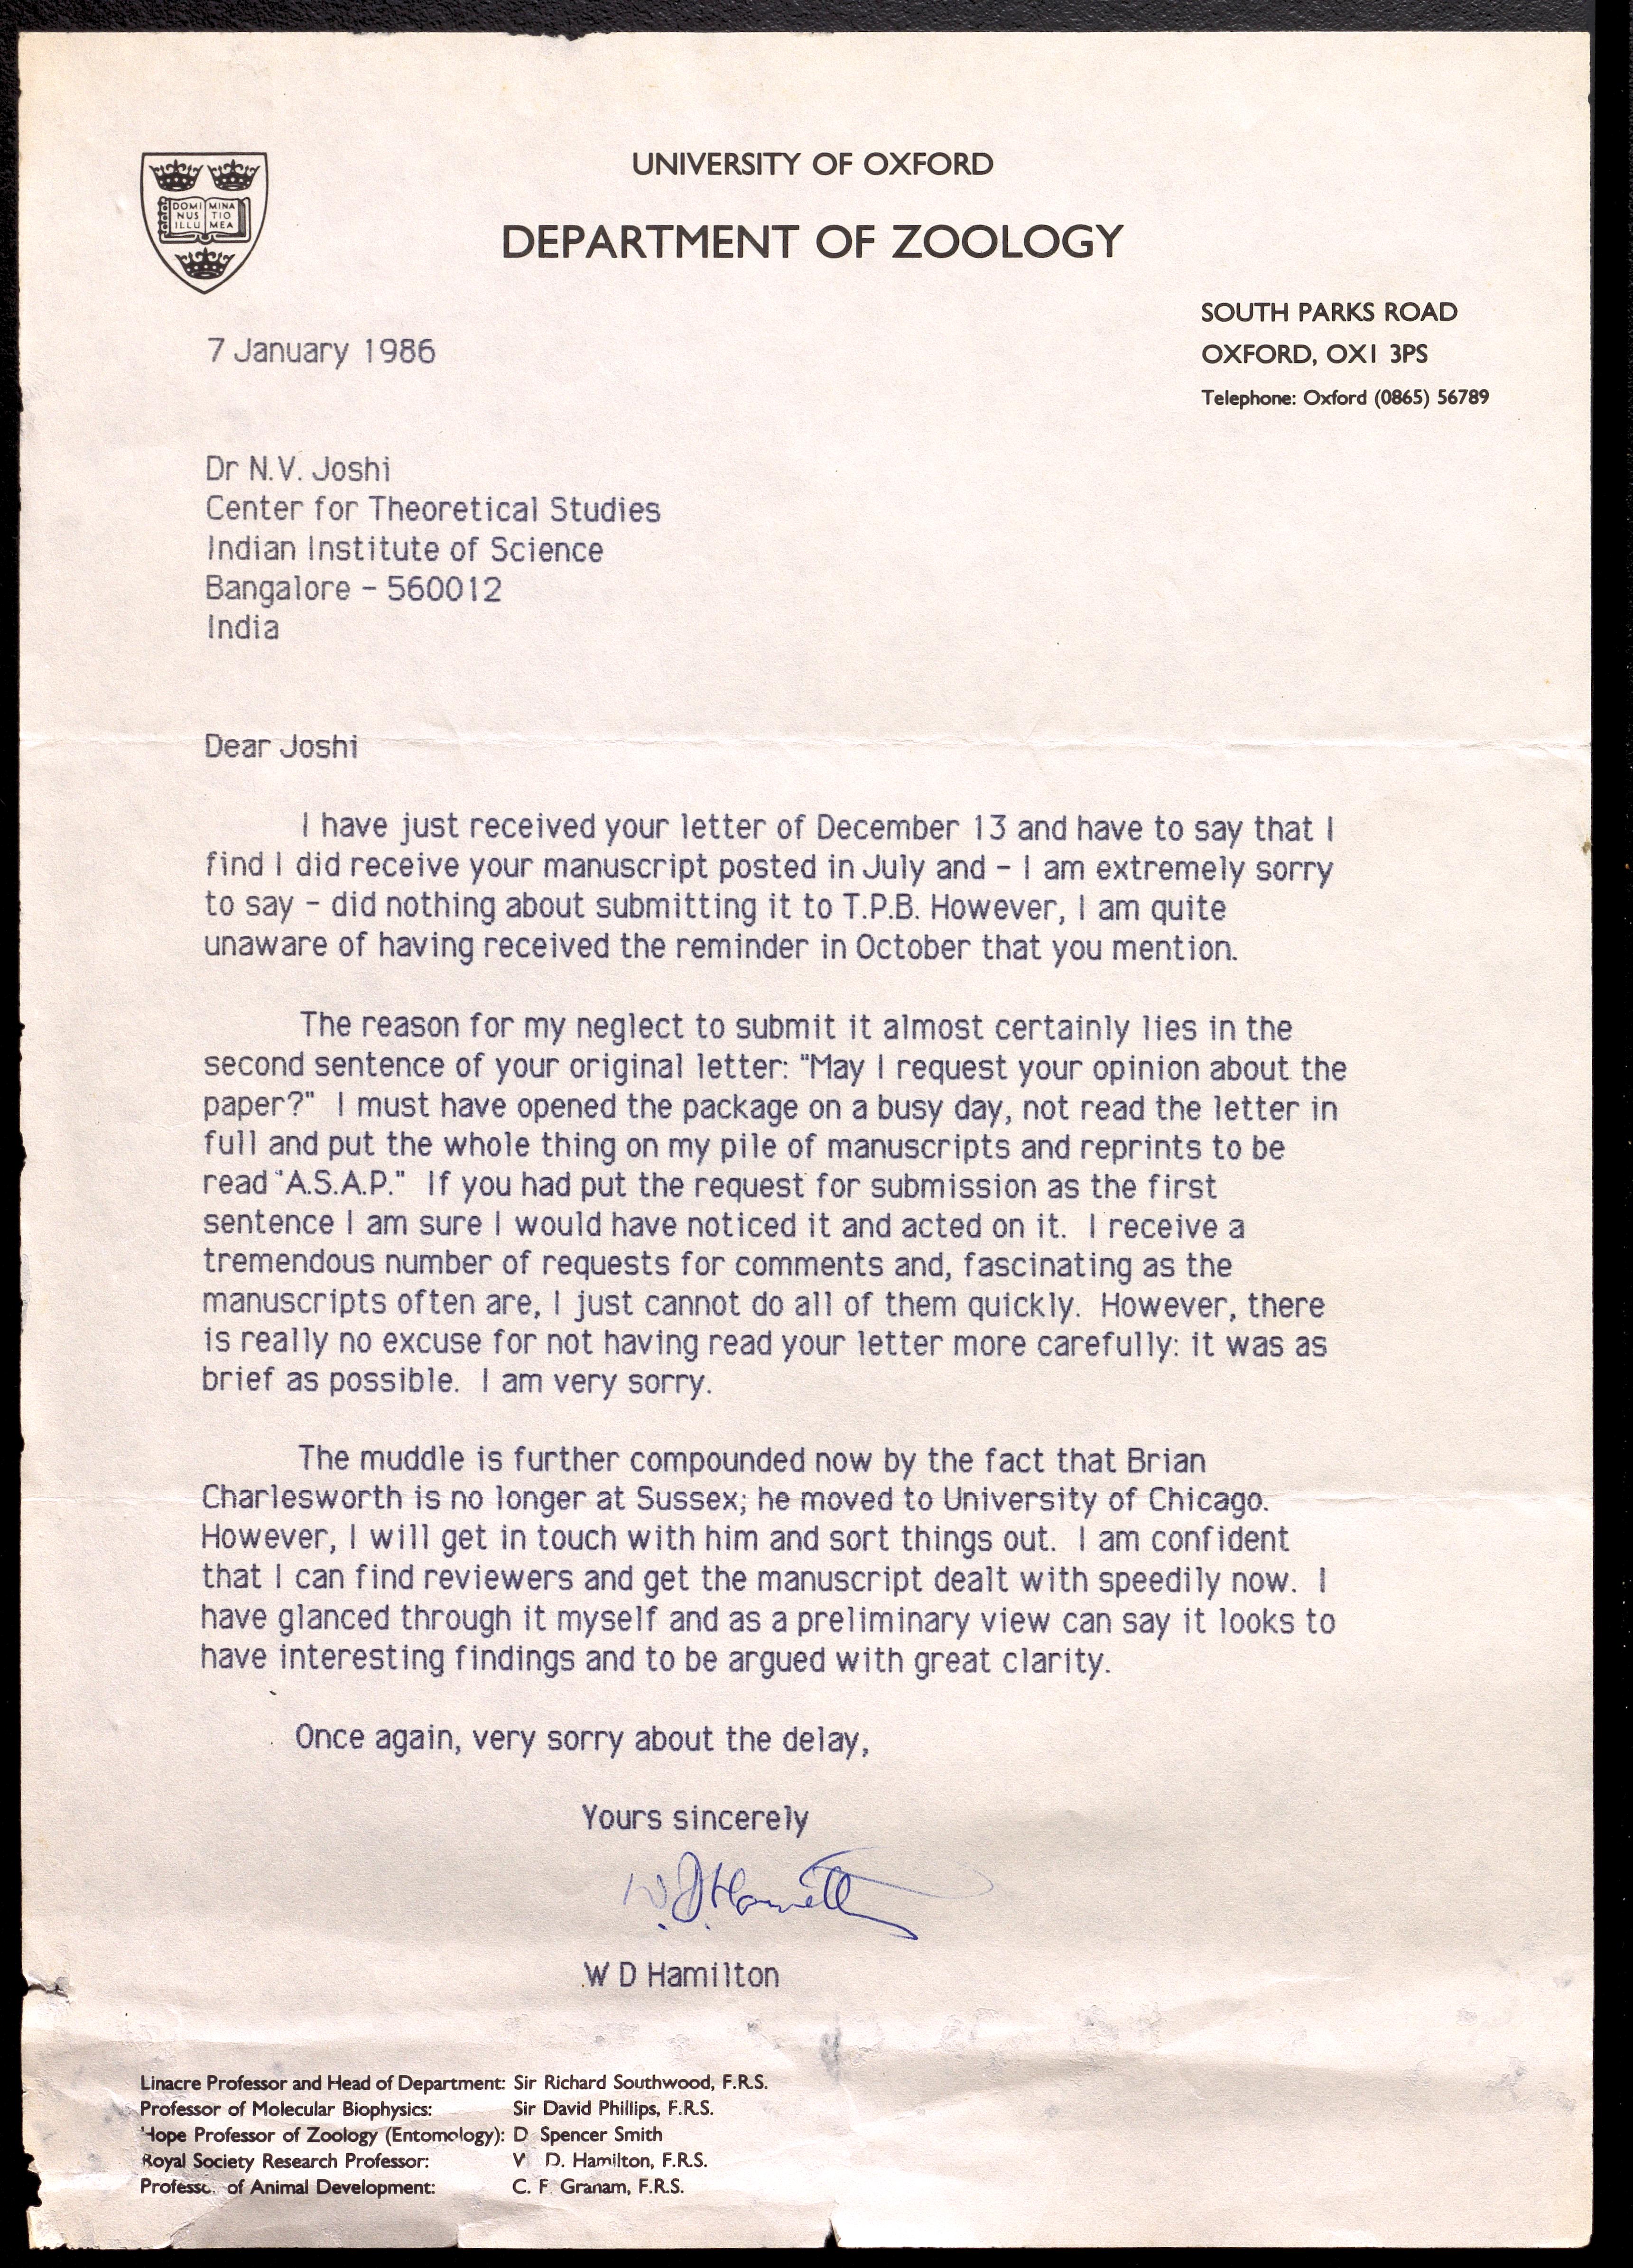 DOMI MINA
NUS TIO
ILLU MEA
UNIVERSITY OF OXFORD
DEPARTMENT OF ZOOLOGY
SOUTH PARKS ROAD
OXFORD, OX1 3PS
Telephone: Oxford (0865) 56789
7 January 1986
Dr N.V. Joshi
Center for Theoretical Studies
Indian Institute of Science
Bangalore - 560012
India
Dear Joshi
I have just received your letter of December 13 and have to say that I
find I did receive your manuscript posted in July and - I am extremely sorry
to say - did nothing about submitting it to T.P.B. However, I am quite
unaware of having received the reminder in October that you mention.
The reason for my neglect to submit it almost certainly lies in the
second sentence of your original letter: "May I request your opinion about the
paper?" I must have opened the package on a busy day, not read the letter in
full and put the whole thing on my pile of manuscripts and reprints to be
read "A.S.A.P." If you had put the request for submission as the first
sentence I am sure I would have noticed it and acted on it. I receive a
tremendous number of requests for comments and, fascinating as the
manuscripts often are, I just cannot do all of them quickly. However, there
is really no excuse for not having read your letter more carefully: it was as
brief as possible. I am very sorry.
The muddle is further compounded now by the fact that Brian
Charlesworth is no longer at Sussex; he moved to University of Chicago.
However, I will get in touch with him and sort things out. I am confident
that I can find reviewers and get the manuscript dealt with speedily now. I
have glanced through it myself and as a preliminary view can say it looks to
have interesting findings and to be argued with great clarity.
Once again, very sorry about the delay,
Yours sincerely
W.D. Hamilton
W D Hamilton
Linacre Professor and Head of Department: Sir Richard Southwood, F.R.S.
Professor of Molecular Biophysics: Sir David Phillips, F.R.S.
Hope Professor of Zoology (Entomology): D Spencer Smith
Royal Society Research Professor: W D. Hamilton, F.R.S.
Professor of Animal Development: C. F. Graham, F.R.S.